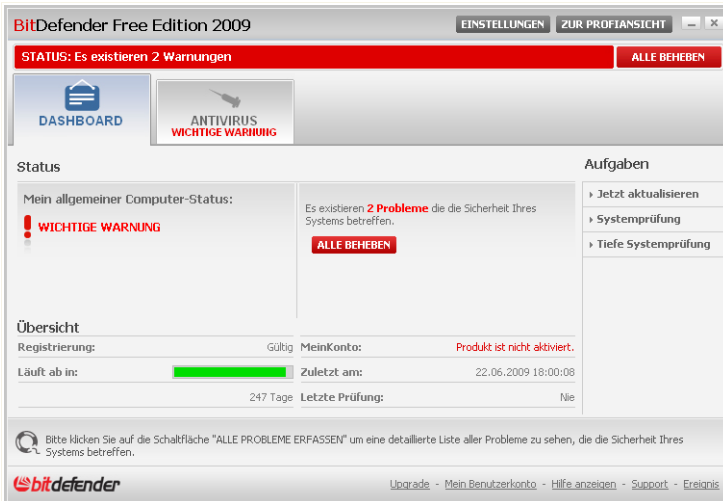 BitDefender Free Edition 2009
EINSTELLUNGEN
ZUR PROFIANSICHT
STATUS: Es existieren 2 Warnungen
ALLE BEHEBEN
DASHBOARD
ANTIVIRUS
WICHTIGE WARNUNG
Status
Mein allgemeiner Computer-Status:
WICHTIGE WARNUNG
Es existieren 2 Probleme die die Sicherheit Ihres
Systems betreffen.
ALLE BEHEBEN
Aufgaben
Jetzt aktualisieren
Systemprüfung
Tiefe Systemprüfung
Übersicht
Registrierung: Gültig
MeinKonto: Produkt ist nicht aktiviert.
Läuft ab in:
Zuletzt am: 22.06.2009 18:00:08
247 Tage
Letzte Prüfung: Nie
Bitte klicken Sie auf die Schaltfläche "ALLE PROBLEME ERFASSEN" um eine detaillierte Liste aller Probleme zu sehen, die die Sicherheit Ihres
Systems betreffen.
bitdefender
Upgrade - Mein Benutzerkonto - Hilfe anzeigen - Support - Ereignis